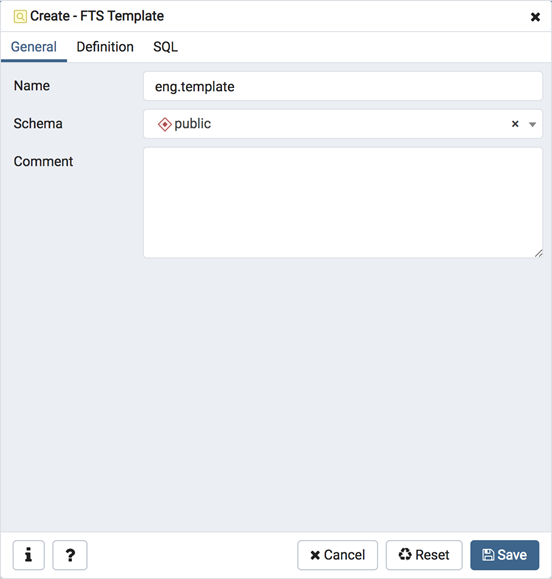 Create - FTS Template
General Definition SQL
Name eng.template
Schema public
Comment
Cancel Reset Save